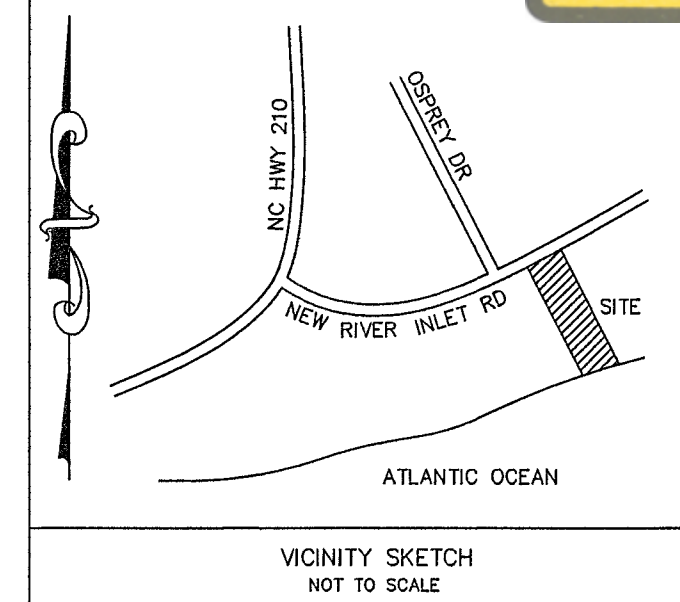 NC HWY 210
OSPREY DR
NEW RIVER INLET RD
SITE
ATLANTIC OCEAN
VICINITY SKETCH
NOT TO SCALE